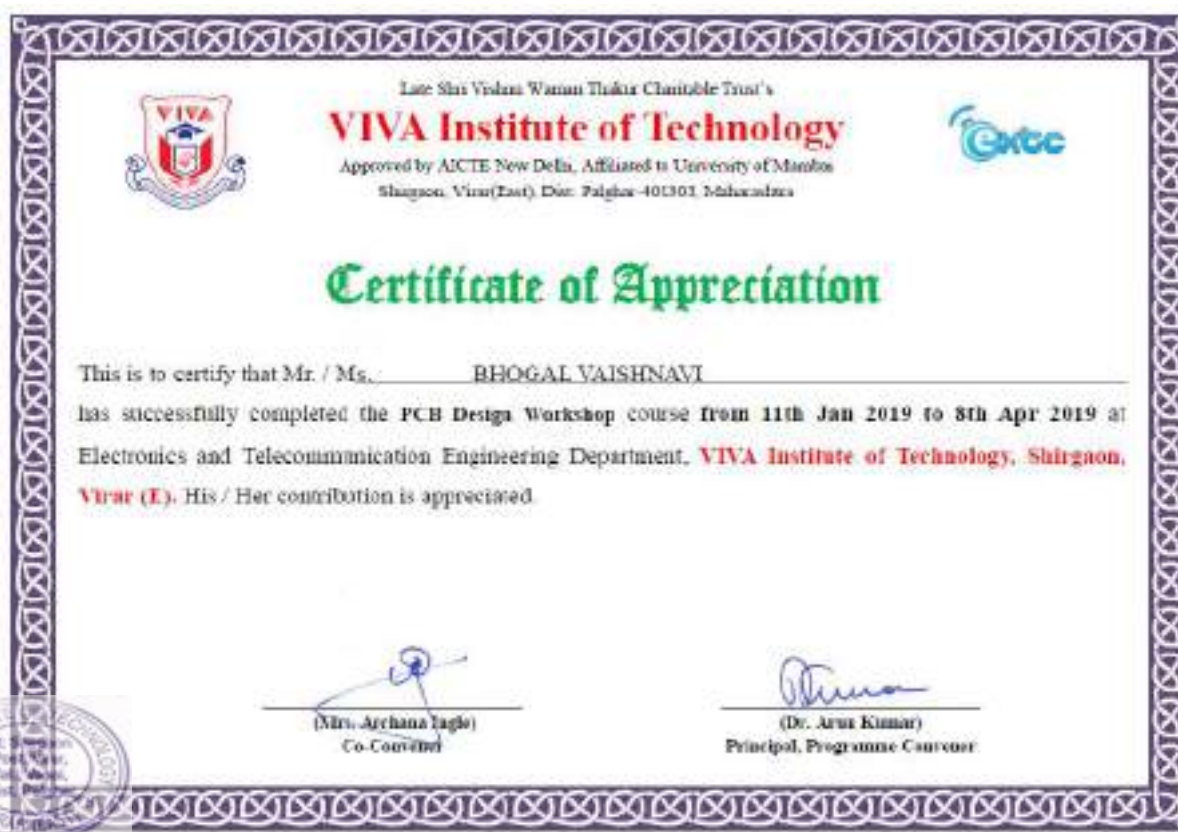 VIVA
Late Shri Vishnu Waman Thakur Charitable Trust's
VIVA Institute of Technology
Approved by AICTE New Delhi, Affiliated to University of Mumbai
Shirgaon, Virar(East), Dist. Palghar-401303, Maharashtra
extc
Certificate of Appreciation
This is to certify that Mr. / Ms. BHOGAL VAISHNAVI
has successfully completed the PCB Design Workshop course from 11th Jan 2019 to 8th Apr 2019 at
Electronics and Telecommunication Engineering Department, VIVA Institute of Technology, Shirgaon,
Virar (E). His / Her contribution is appreciated.
(Mrs. Archana Ingle)
Co-Convener
(Dr. Arun Kumar)
Principal, Programme Convener
TECHNOLOGY